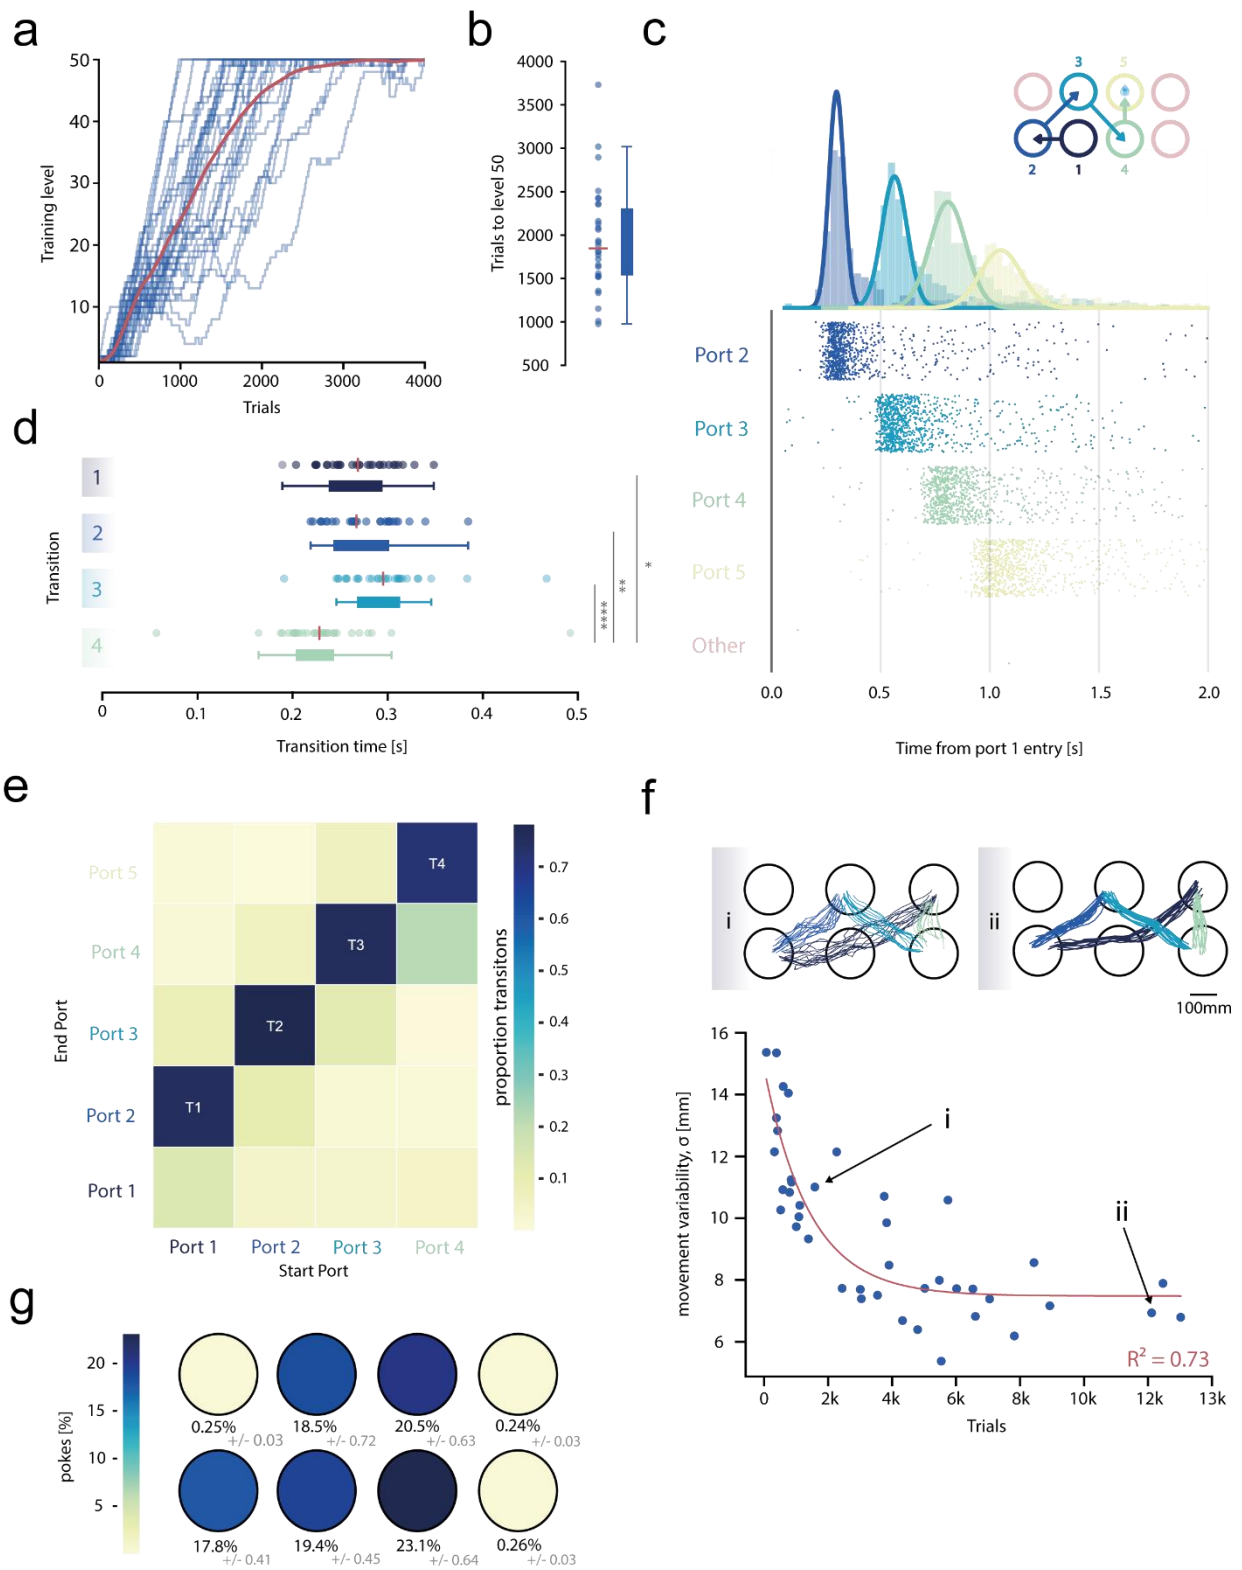 a
50
40
30
20
10
Training level
0
1000
2000
3000
4000
Trials
b
4000
3500
3000
2500
2000
1500
1000
500
Trials to level 50
c
3
5
2
1
4
Port 2
Port 3
Port 4
Port 5
Other
0.0
0.5
1.0
1.5
2.0
Time from port 1 entry [s]
d
Transition
1
2
3
4
****
**
*
0
0.1
0.2
0.3
0.4
0.5
Transition time [s]
e
End Port
Port 5
Port 4
Port 3
Port 2
Port 1
T4
T3
T2
T1
Port 1
Port 2
Port 3
Port 4
Start Port
0.7
0.6
0.5
0.4
0.3
0.2
0.1
proportion transitons
f
i
ii
100mm
16
14
12
10
8
6
movement variability, σ [mm]
i
ii
R² = 0.73
0
2k
4k
6k
8k
10k
12k
13k
Trials
g
20
15
10
5
pokes [%]
0.25%
+/- 0.03
18.5%
+/- 0.72
20.5%
+/- 0.63
0.24%
+/- 0.03
17.8%
+/- 0.41
19.4%
+/- 0.45
23.1%
+/- 0.64
0.26%
+/- 0.03